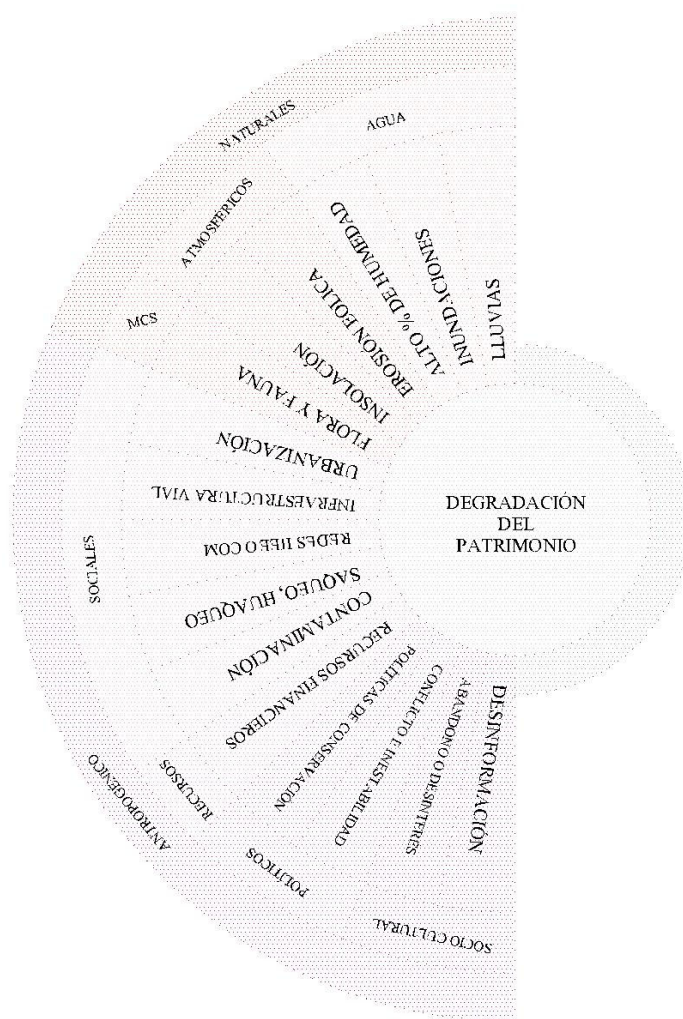 NATURALES
AGUA
ATMOSFÉRICOS
MCS
LLUVIAS
INUNDACIONES
ALTO % DE HUMEDAD
EROSIÓN EOLICA
INSOLACIÓN
FLORA Y FAUNA
URBANIZACIÓN
INFRAESTRUCTURA VIAL
REDES IIEE O COM
SAQUEO, HUAQUEO
CONTAMINACIÓN
RECURSOS FINANCIEROS
POLÍTICAS DE CONSERVACIÓN
CONFLICTO E INESTABILIDAD
ABANDONO O DESINTERES
DESINFORMACIÓN
DEGRADACIÓN
DEL
PATRIMONIO
SOCIALES
RECURSOS
ANTROPOGÉNICO
POLÍTICOS
SOCIO CULTURAL